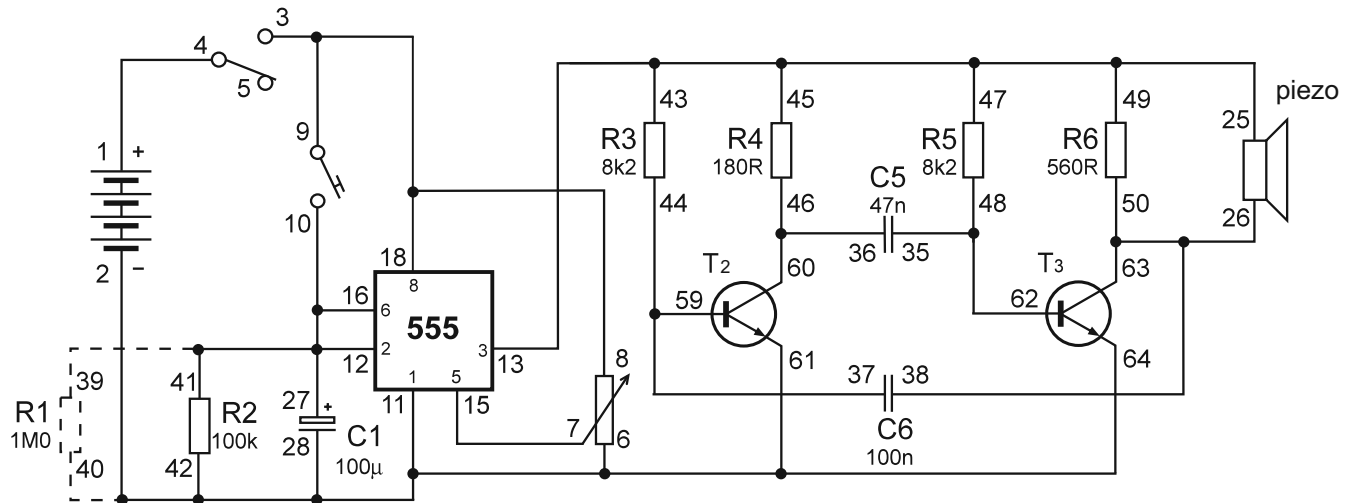 3
4
5
1 +
2 −
9
10
18
16
12
11
15
13
8
6
2
1
5
3
555
39
R1
1M0
40
41
R2
100k
42
27
+
28
C1
100µ
8
7
6
43
R3
8k2
44
45
R4
180R
46
C5
47n
36 35
47
R5
8k2
48
49
R6
560R
50
piezo
25
26
T2
59
60
61
T3
62
63
64
37 38
C6
100n